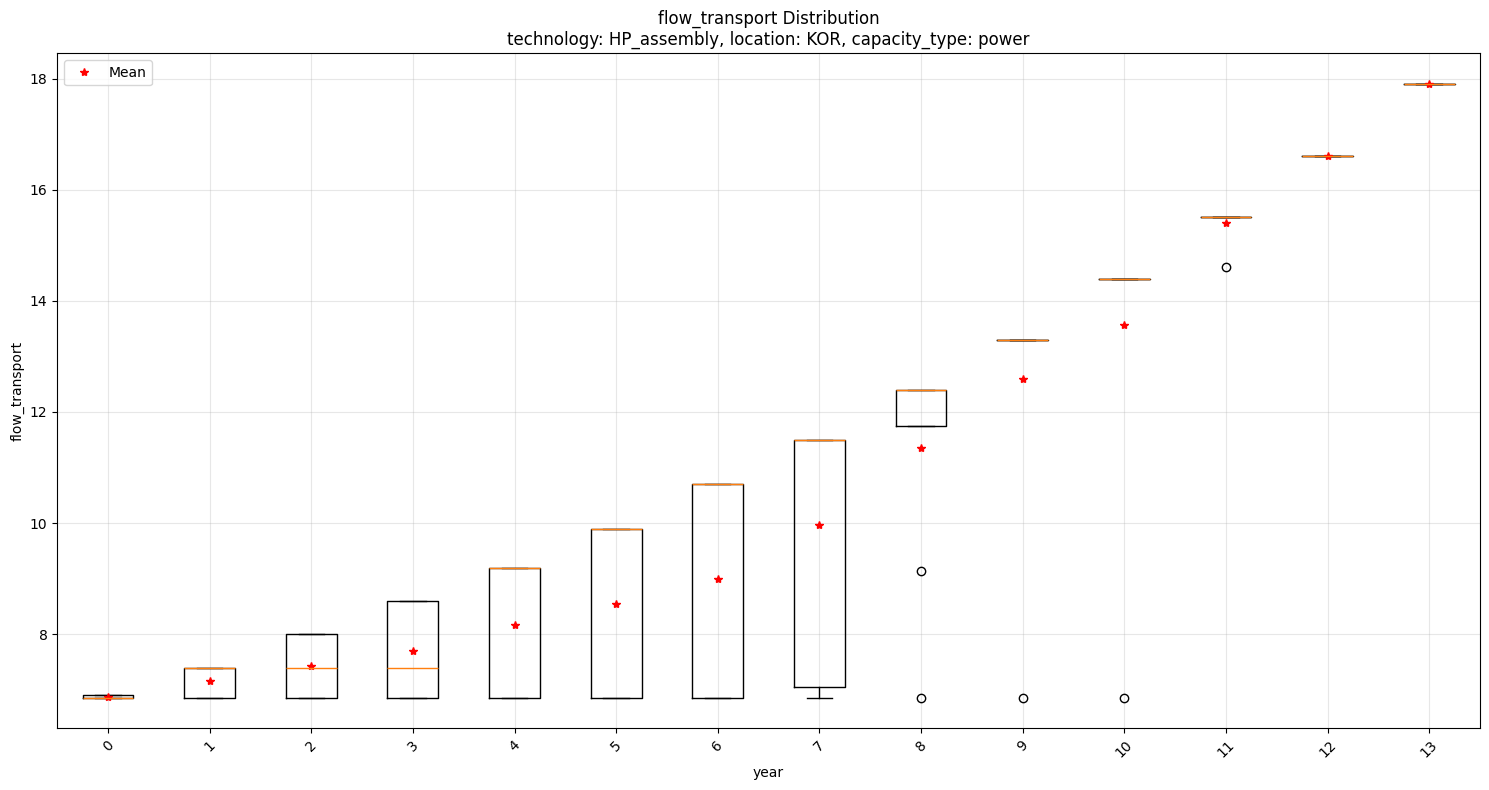 flow_transport Distribution
technology: HP_assembly, location: KOR, capacity_type: power
Mean
18
16
14
12
10
8
flow_transport
0 1 2 3 4 5 6 7 8 9 10 11 12 13
year